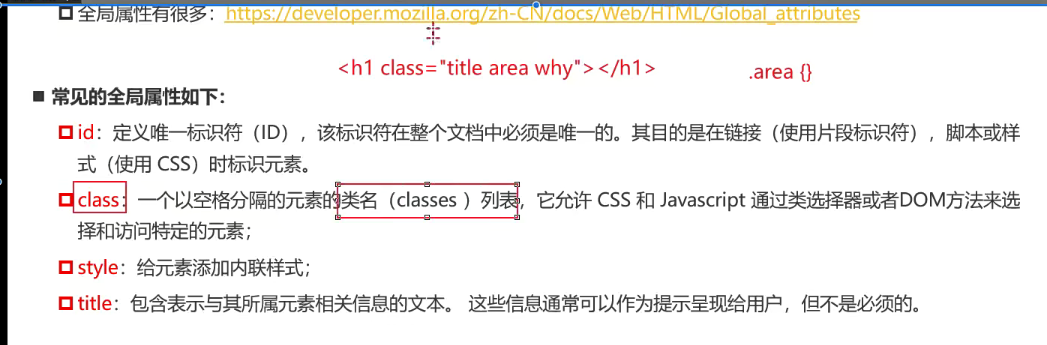 全局属性有很多：https://developer.mozilla.org/zh-CN/docs/Web/HTML/Global_attributes
<h1 class="title area why"></h1> .area {}
常见的全局属性如下：
id：定义唯一标识符（ID），该标识符在整个文档中必须是唯一的。其目的是在链接（使用片段标识符），脚本或样
式（使用 CSS）时标识元素。
class：一个以空格分隔的元素的类名（classes ）列表，它允许 CSS 和 Javascript 通过类选择器或者DOM方法来选
择和访问特定的元素；
style：给元素添加内联样式；
title：包含表示与其所属元素相关信息的文本。 这些信息通常可以作为提示呈现给用户，但不是必须的。